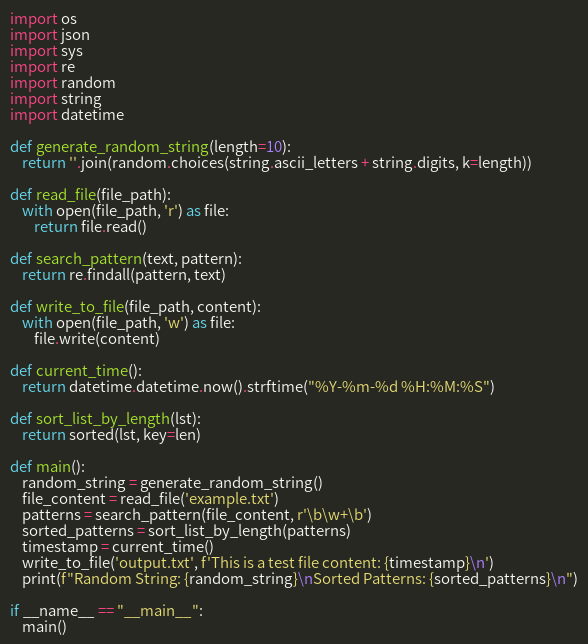 import os
import json
import sys
import re
import random
import string
import datetime

def generate_random_string(length=10):
    return ''.join(random.choices(string.ascii_letters + string.digits, k=length))

def read_file(file_path):
    with open(file_path, 'r') as file:
        return file.read()

def search_pattern(text, pattern):
    return re.findall(pattern, text)

def write_to_file(file_path, content):
    with open(file_path, 'w') as file:
        file.write(content)

def current_time():
    return datetime.datetime.now().strftime("%Y-%m-%d %H:%M:%S")

def sort_list_by_length(lst):
    return sorted(lst, key=len)

def main():
    random_string = generate_random_string()
    file_content = read_file('example.txt')
    patterns = search_pattern(file_content, r'\b\w+\b')
    sorted_patterns = sort_list_by_length(patterns)
    timestamp = current_time()
    write_to_file('output.txt', f'This is a test file content: {timestamp}\n')
    print(f"Random String: {random_string}\nSorted Patterns: {sorted_patterns}\n")

if __name__ == "__main__":
    main()